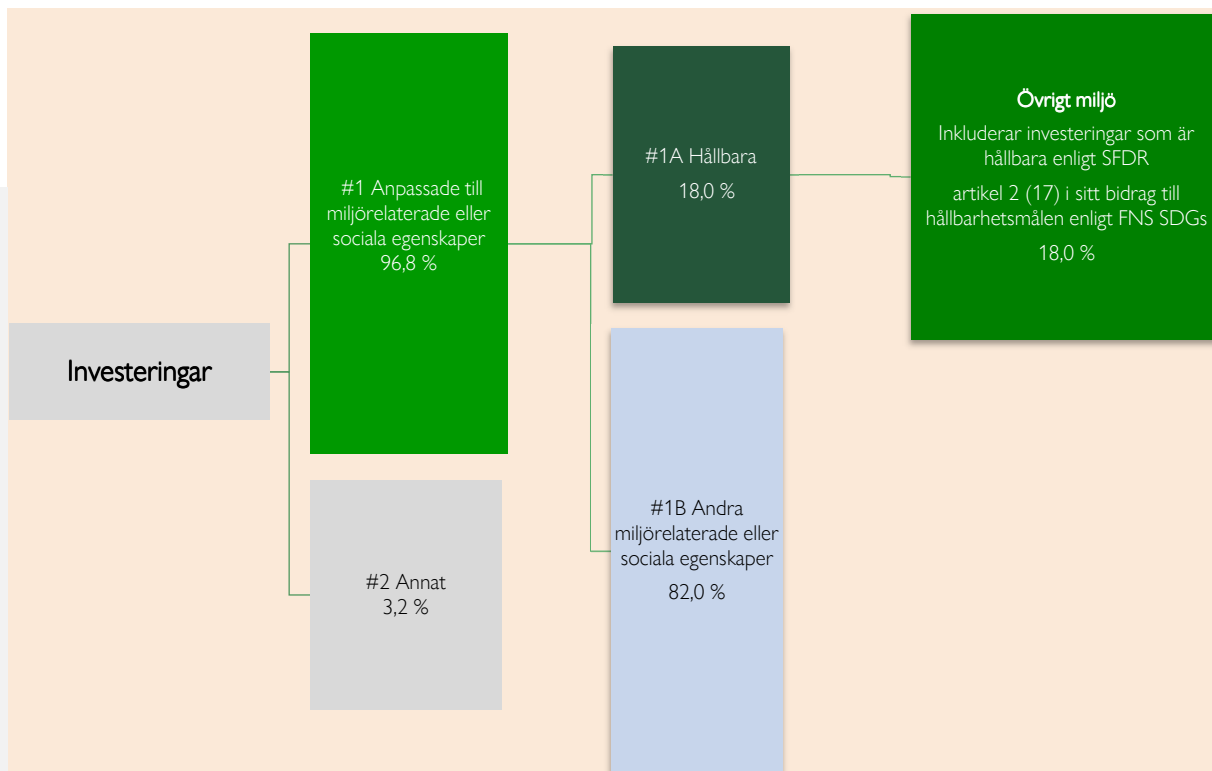 Investeringar
#1 Anpassade till
miljörelaterade eller
sociala egenskaper
96,8 %
#2 Annat
3,2 %
#1A Hållbara
18,0 %
#1B Andra
miljörelaterade eller
sociala egenskaper
82,0 %
Övrigt miljö
Inkluderar investeringar som är
hållbara enligt SFDR
artikel 2 (17) i sitt bidrag till
hållbarhetsmålen enligt FNS SDGs
18,0 %